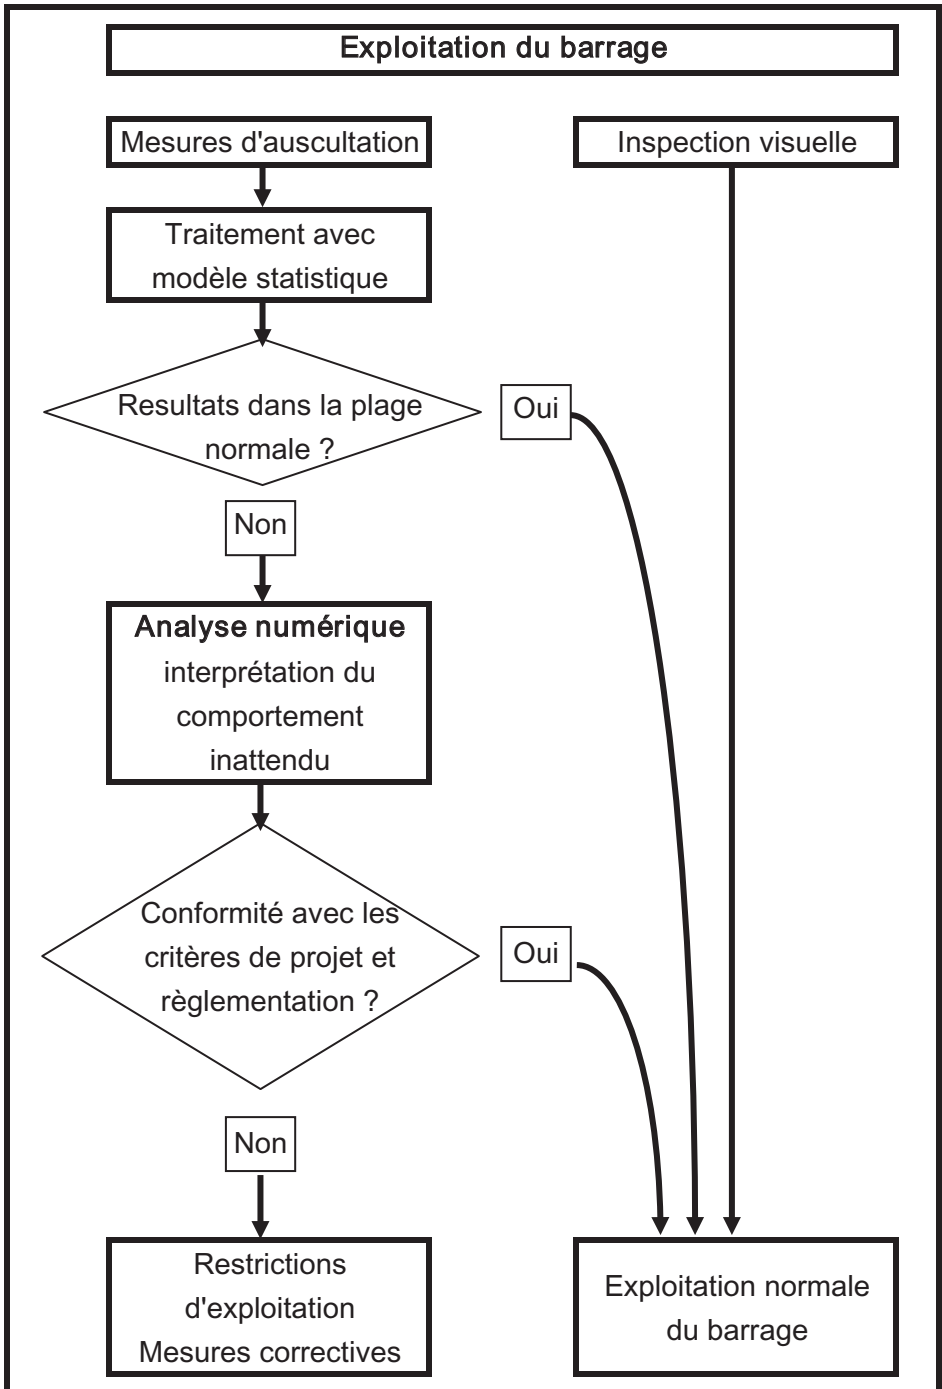 Exploitation du barrage
Mesures d'auscultation
Inspection visuelle
Traitement avec
modèle statistique
Resultats dans la plage
normale ?
Oui
Non
Analyse numérique
interprétation du
comportement
inattendu
Conformité avec les
critères de projet et
règlementation ?
Oui
Non
Restrictions
d'exploitation
Mesures correctives
Exploitation normale
du barrage